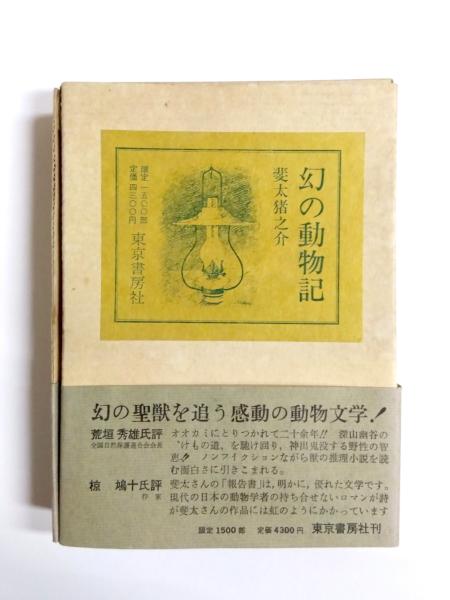 幻の動物記
斐太猪之介
限定 一五〇〇部
定価 四三〇〇円
東京書房社
幻の聖獣を追う感動の動物文学!
荒垣 秀雄氏評
全国自然保護連合会会長
オオカミにとりつかれて二十余年!! 深山幽谷の
“けもの道”を馳け回り、神出鬼没する野性の智
恵!! ノンフィクションながら獣の推理小説を読
む面白さに引きこまれる。
椋 鳩十氏評
作家
斐太さんの「報告書」は、明かに、優れた文学です。
現代の日本の動物学者の持ち合せないロマンが詩
が斐太さんの作品には虹のようにかかっています
限定1500部 定価4300円 東京書房社刊